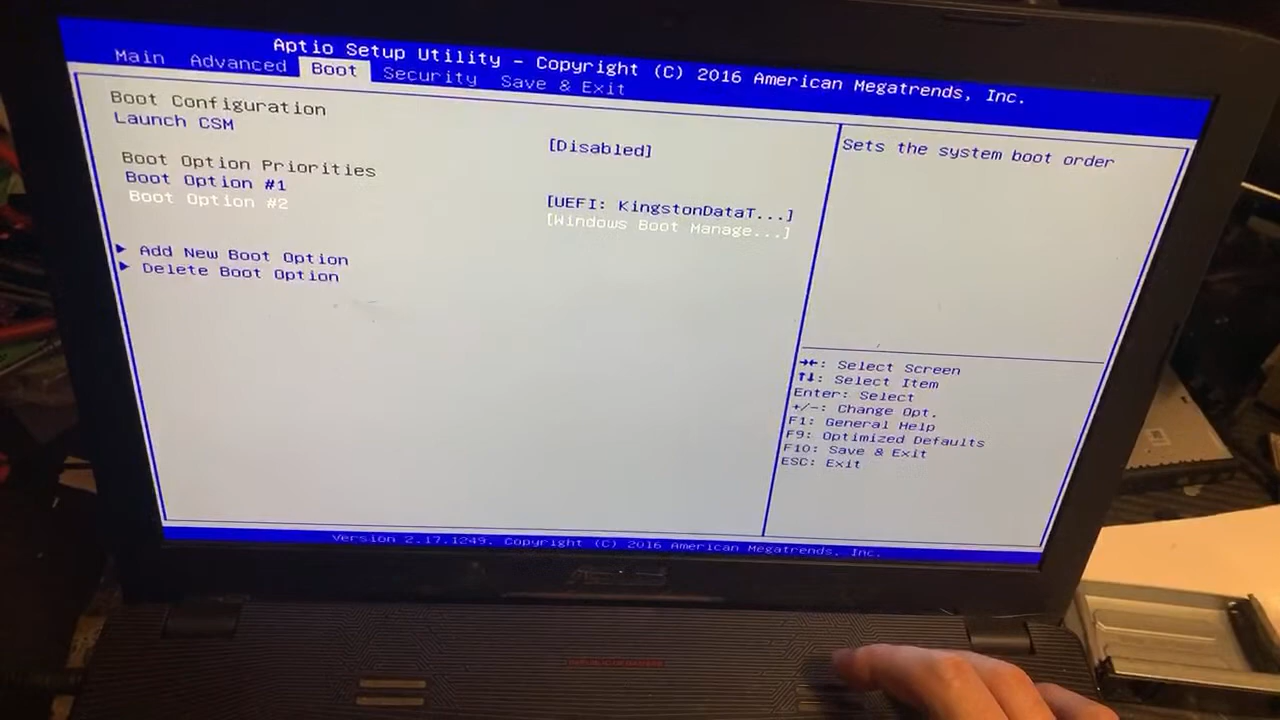 Aptio Setup Utility – Copyright (C) 2016 American Megatrends, Inc.
Main Advanced Boot Security Save & Exit
Boot Configuration
Launch CSM [Disabled]
Boot Option Priorities
Boot Option #1 [UEFI: KingstonDataT...]
Boot Option #2 [Windows Boot Manage...]
▶ Add New Boot Option
▶ Delete Boot Option
Sets the system boot order
→←: Select Screen
↑↓: Select Item
Enter: Select
+/-: Change Opt.
F1: General Help
F9: Optimized Defaults
F10: Save & Exit
ESC: Exit
Version 2.17.1249. Copyright (C) 2016 American Megatrends, Inc.